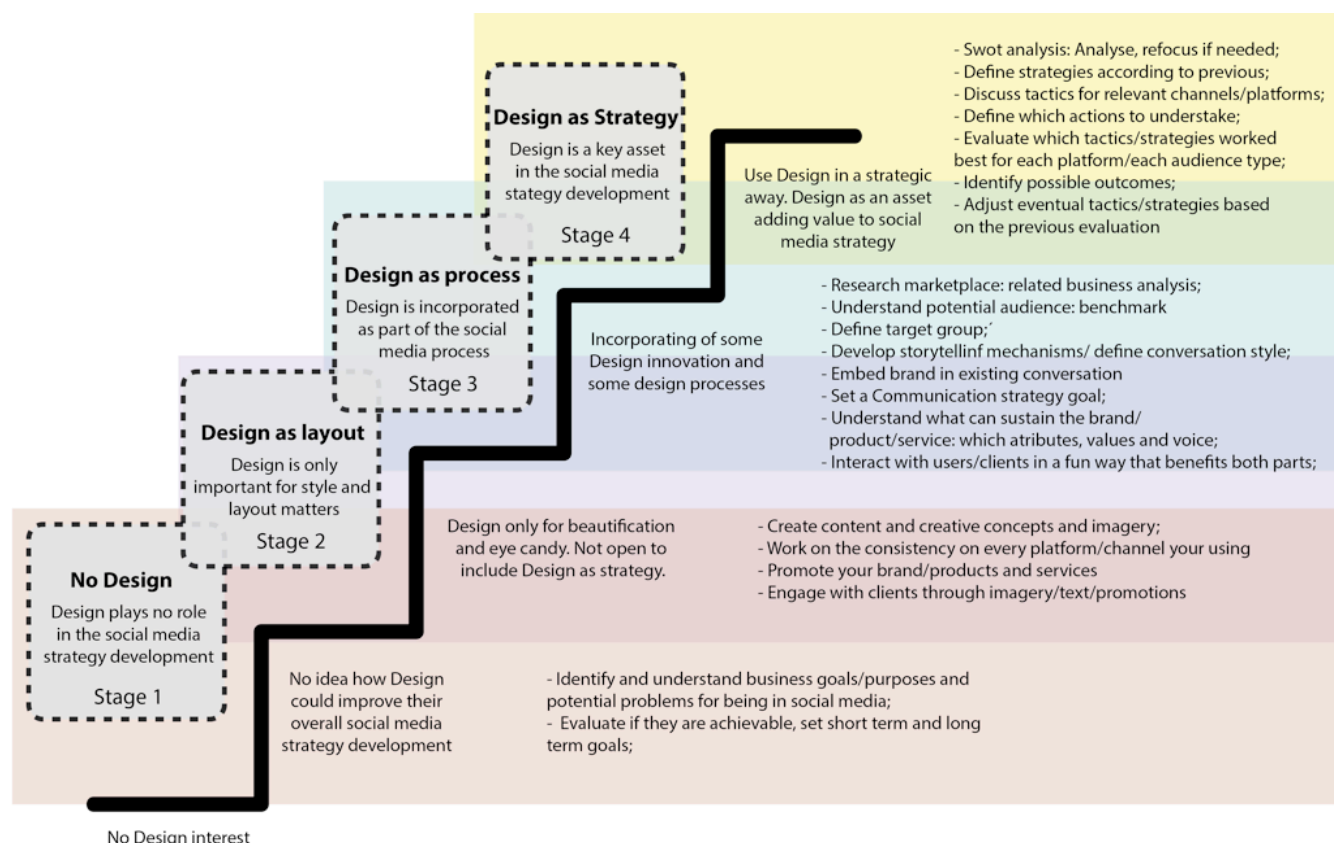 Design as Strategy
Design is a key asset
in the social media
stategy development
Stage 4
Use Design in a strategic
away. Design as an asset
adding value to social
media strategy
- Swot analysis: Analyse, refocus if needed;
- Define strategies according to previous;
- Discuss tactics for relevant channels/platforms;
- Define which actions to understake;
- Evaluate which tactics/strategies worked
best for each platform/each audience type;
- Identify possible outcomes;
- Adjust eventual tactics/strategies based
on the previous evaluation
Design as process
Design is incorporated
as part of the social
media process
Stage 3
Incorporating of some
Design innovation and
some design processes
- Research marketplace: related business analysis;
- Understand potential audience: benchmark
- Define target group;´
- Develop storytellinf mechanisms/ define conversation style;
- Embed brand in existing conversation
- Set a Communication strategy goal;
- Understand what can sustain the brand/
product/service: which atributes, values and voice;
- Interact with users/clients in a fun way that benefits both parts;
Design as layout
Design is only
important for style and
layout matters
Stage 2
Design only for beautification
and eye candy. Not open to
include Design as strategy.
- Create content and creative concepts and imagery;
- Work on the consistency on every platform/channel your using
- Promote your brand/products and services
- Engage with clients through imagery/text/promotions
No Design
Design plays no role
in the social media
strategy development
Stage 1
No idea how Design
could improve their
overall social media
strategy development
- Identify and understand business goals/purposes and
potential problems for being in social media;
- Evaluate if they are achievable, set short term and long
term goals;
No Design interest